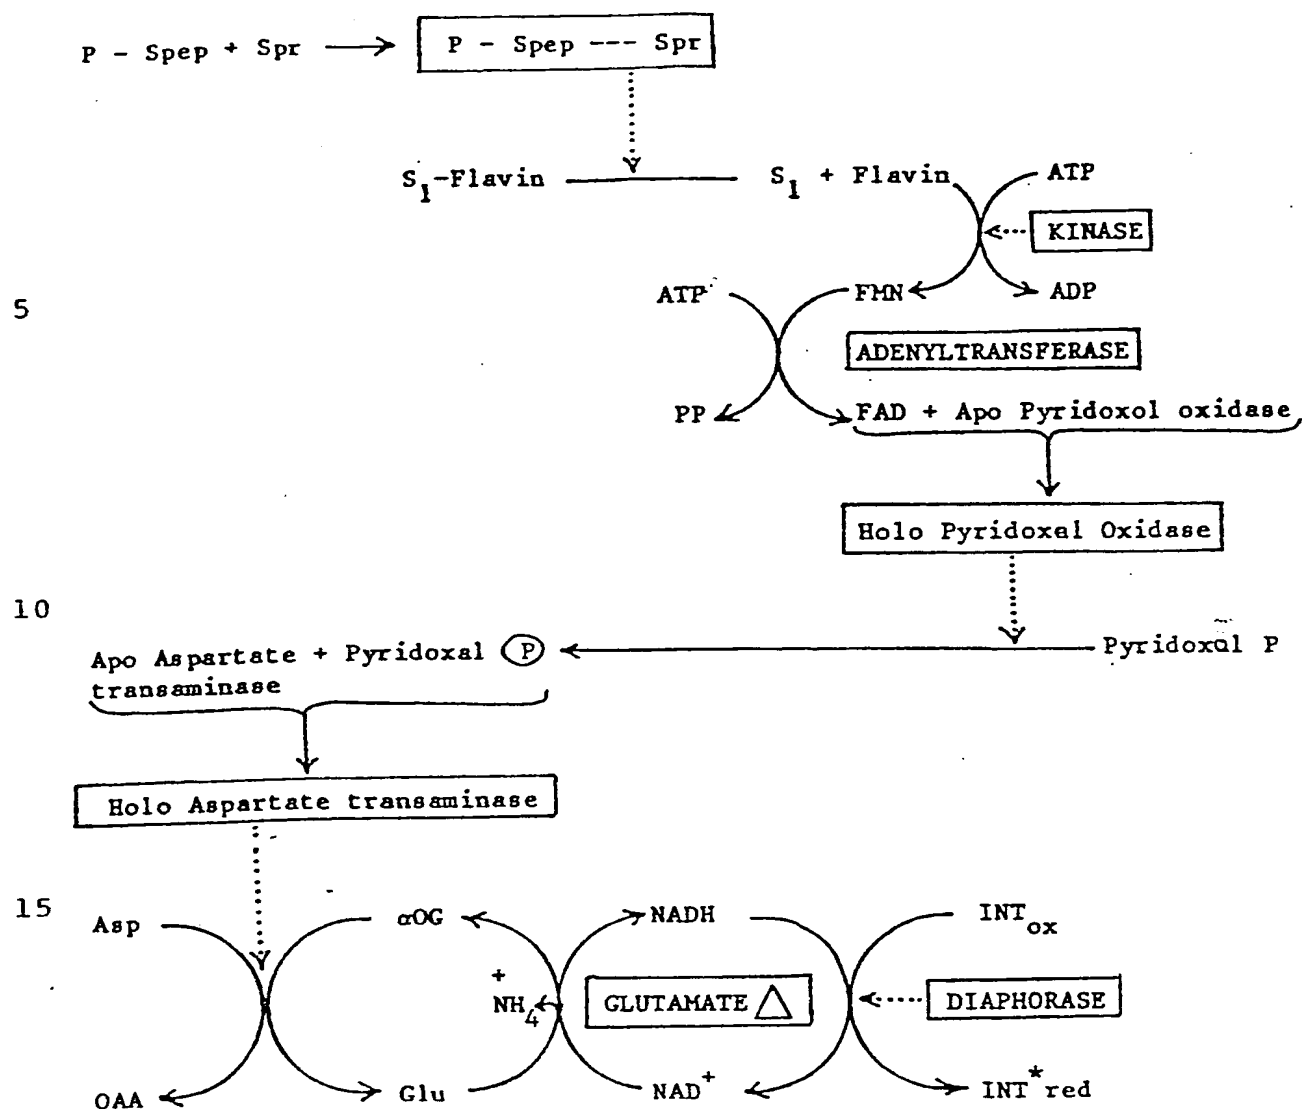 P - Spep + Spr
P - Spep --- Spr
S1-Flavin
S1 + Flavin
ATP
KINASE
5
ATP
FMN
ADP
ADENYLTRANSFERASE
PP
FAD + Apo Pyridoxol oxidase
Holo Pyridoxal Oxidase
10
Apo Aspartate + Pyridoxal P
transaminase
Pyridoxal P
Holo Aspartate transaminase
15
Asp
αOG
NADH
INT ox
NH4+
GLUTAMATE △
DIAPHORASE
OAA
Glu
NAD+
INT* red